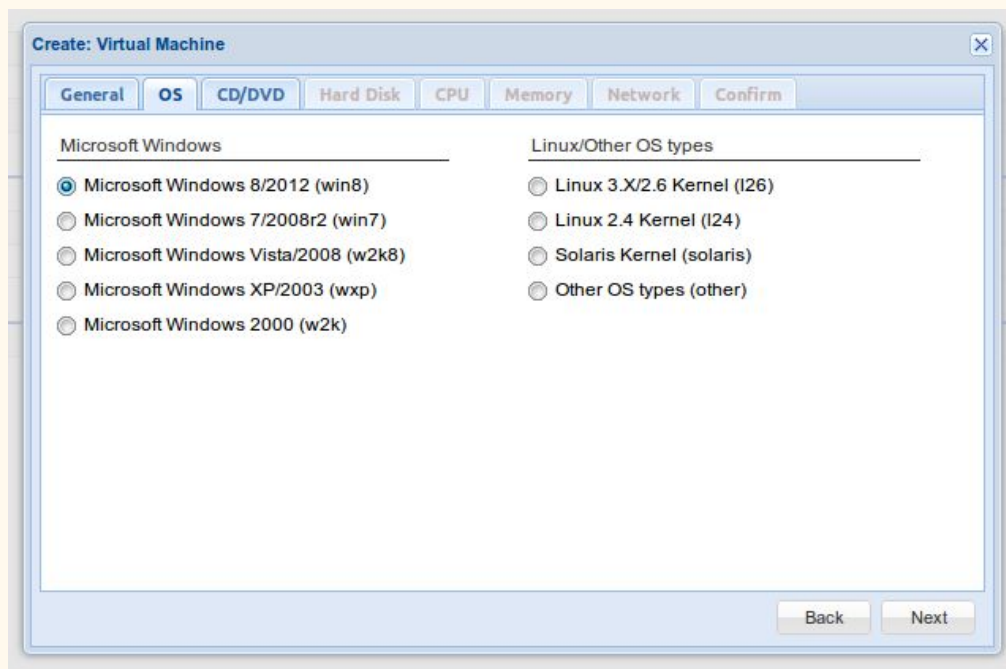 Create: Virtual Machine
General OS CD/DVD Hard Disk CPU Memory Network Confirm
Microsoft Windows
Microsoft Windows 8/2012 (win8)
Microsoft Windows 7/2008r2 (win7)
Microsoft Windows Vista/2008 (w2k8)
Microsoft Windows XP/2003 (wxp)
Microsoft Windows 2000 (w2k)
Linux/Other OS types
Linux 3.X/2.6 Kernel (l26)
Linux 2.4 Kernel (l24)
Solaris Kernel (solaris)
Other OS types (other)
Back Next